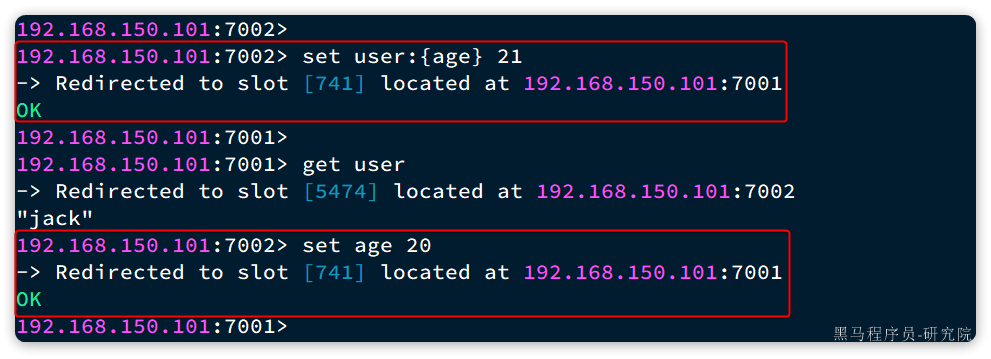 192.168.150.101:7002>
192.168.150.101:7002> set user:{age} 21
-> Redirected to slot [741] located at 192.168.150.101:7001
OK
192.168.150.101:7001>
192.168.150.101:7001> get user
-> Redirected to slot [5474] located at 192.168.150.101:7002
"jack"
192.168.150.101:7002> set age 20
-> Redirected to slot [741] located at 192.168.150.101:7001
OK
192.168.150.101:7001>
黑马程序员-研究院